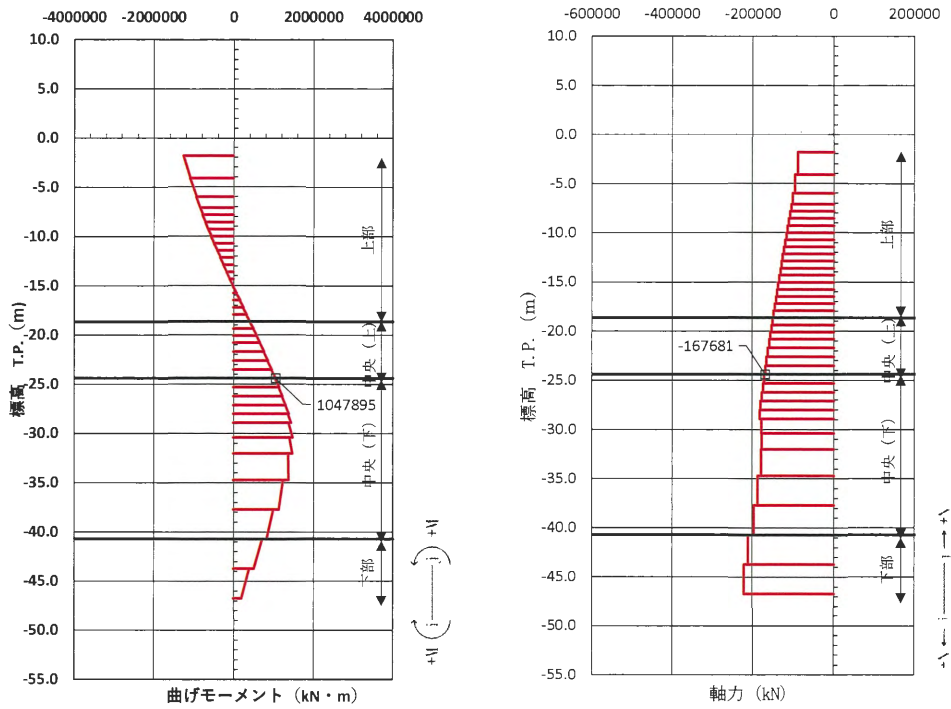 -4000000 -2000000 0 2000000 4000000
10.0
5.0
0.0
-5.0
-10.0
-15.0
-20.0
-25.0
-30.0
-35.0
-40.0
-45.0
-50.0
-55.0
標高 T.P. (m)
上部
中央（上）
中央（下）
下部
1047895
曲げモーメント（kN・m）
+M i j +M
-600000 -400000 -200000 0 200000
10.0
5.0
0.0
-5.0
-10.0
-15.0
-20.0
-25.0
-30.0
-35.0
-40.0
-45.0
-50.0
-55.0
標高 T.P. (m)
上部
中央（上）
中央（下）
下部
-167681
軸力（kN）
+N i j +N